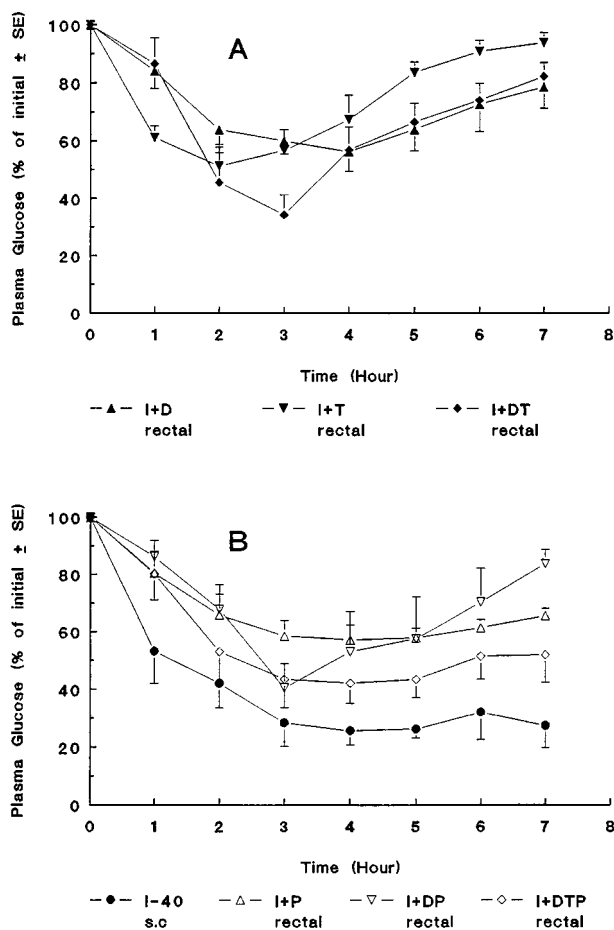 A
Plasma Glucose (% of initial ± SE)
100
80
60
40
20
0
0 1 2 3 4 5 6 7 8
Time (Hour)
I+D rectal
I+T rectal
I+DT rectal
B
Plasma Glucose (% of initial ± SE)
100
80
60
40
20
0
0 1 2 3 4 5 6 7 8
Time (Hour)
I-40 s.c
I+P rectal
I+DP rectal
I+DTP rectal